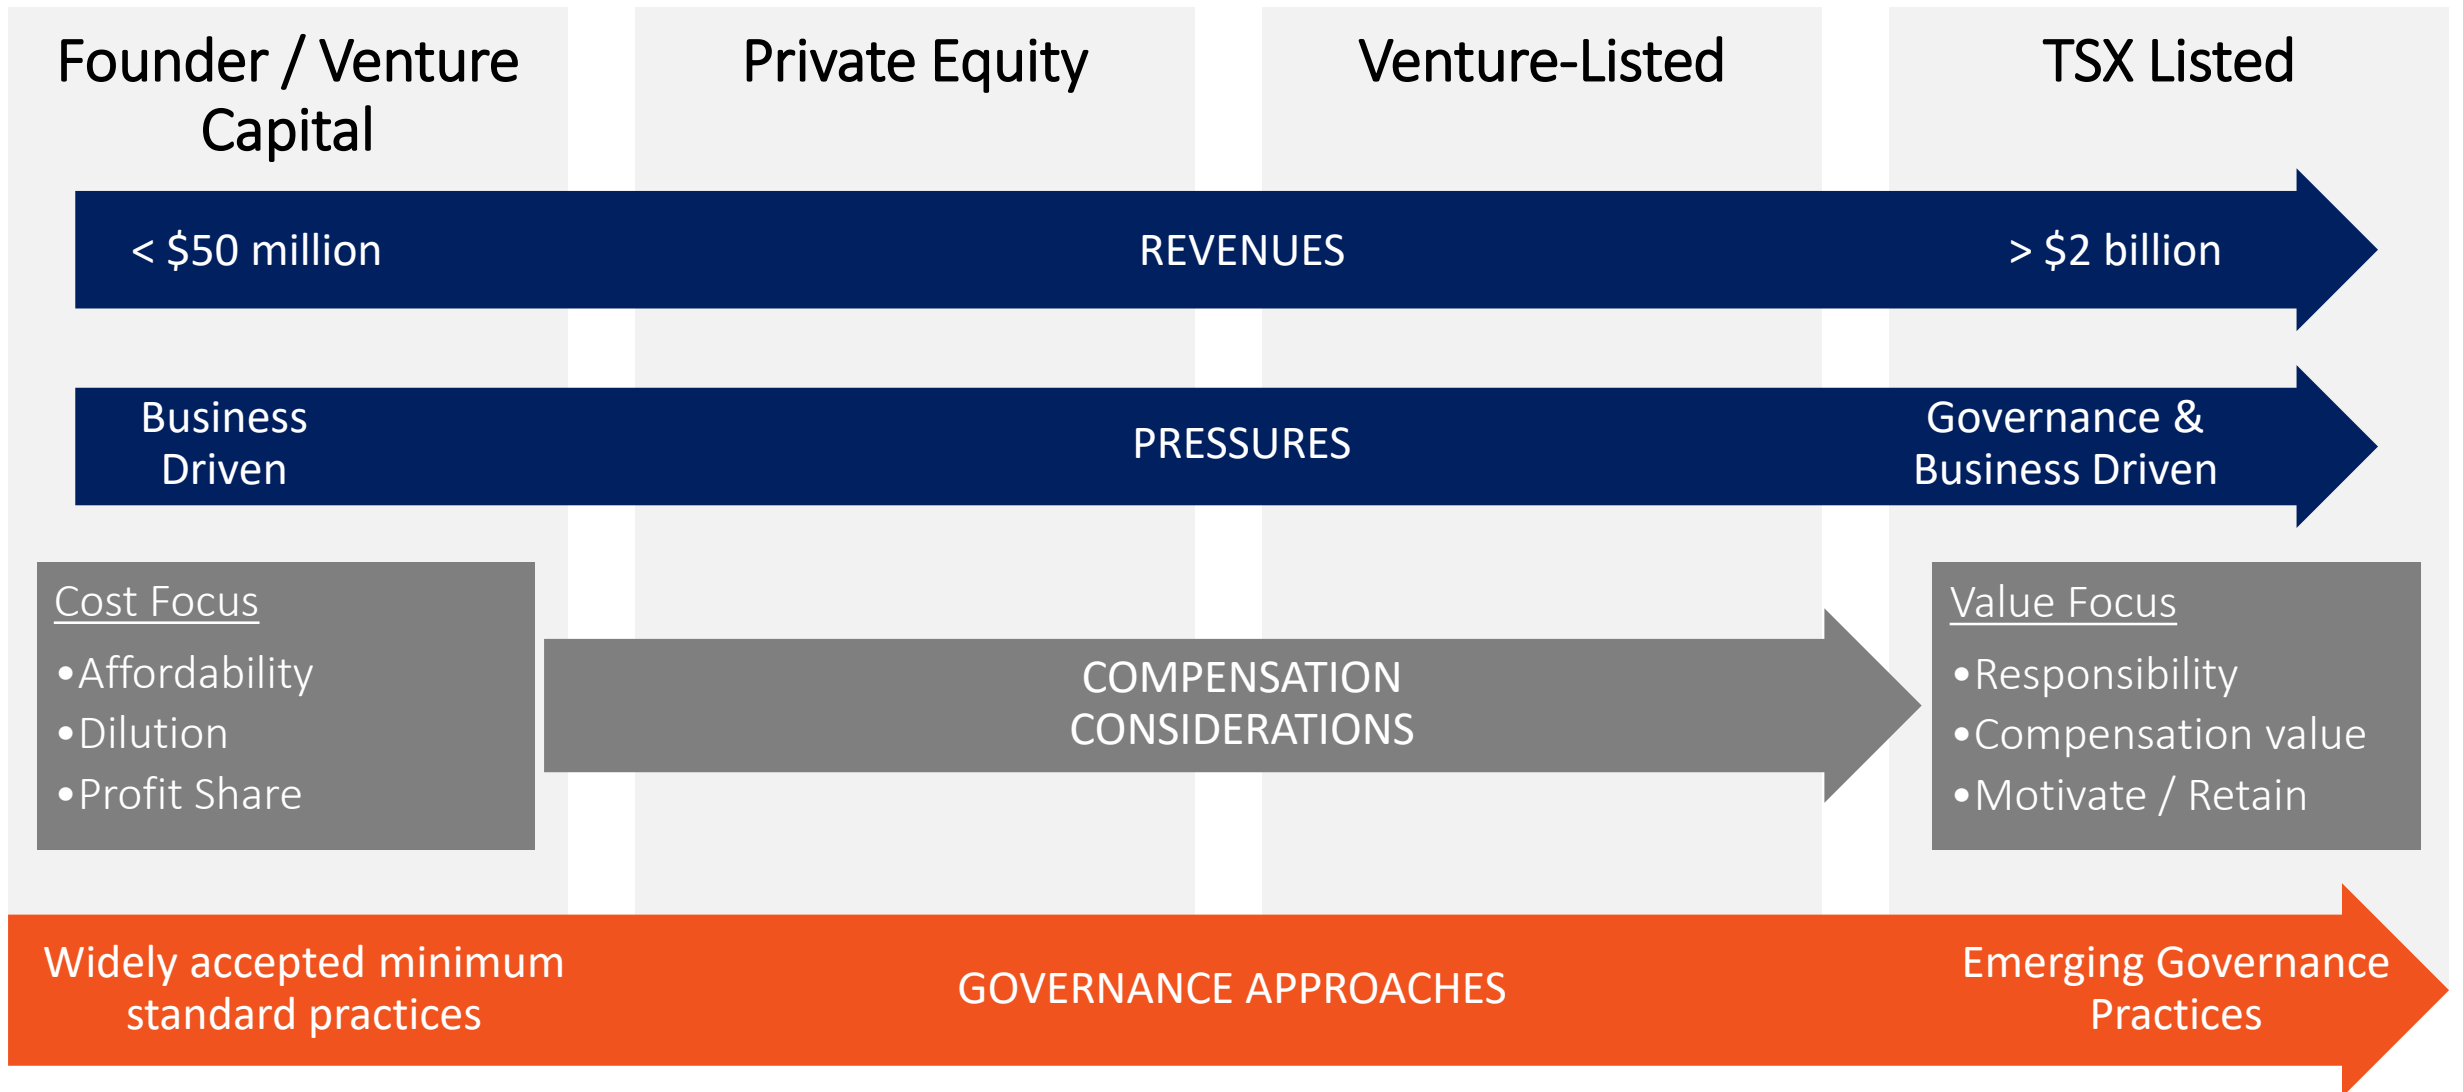 Founder / Venture
Capital
Private Equity
Venture-Listed
TSX Listed
< $50 million
REVENUES
> $2 billion
Business
Driven
PRESSURES
Governance &
Business Driven
Cost Focus
•Affordability
•Dilution
•Profit Share
COMPENSATION
CONSIDERATIONS
Value Focus
•Responsibility
•Compensation value
•Motivate / Retain
Widely accepted minimum
standard practices
GOVERNANCE APPROACHES
Emerging Governance
Practices